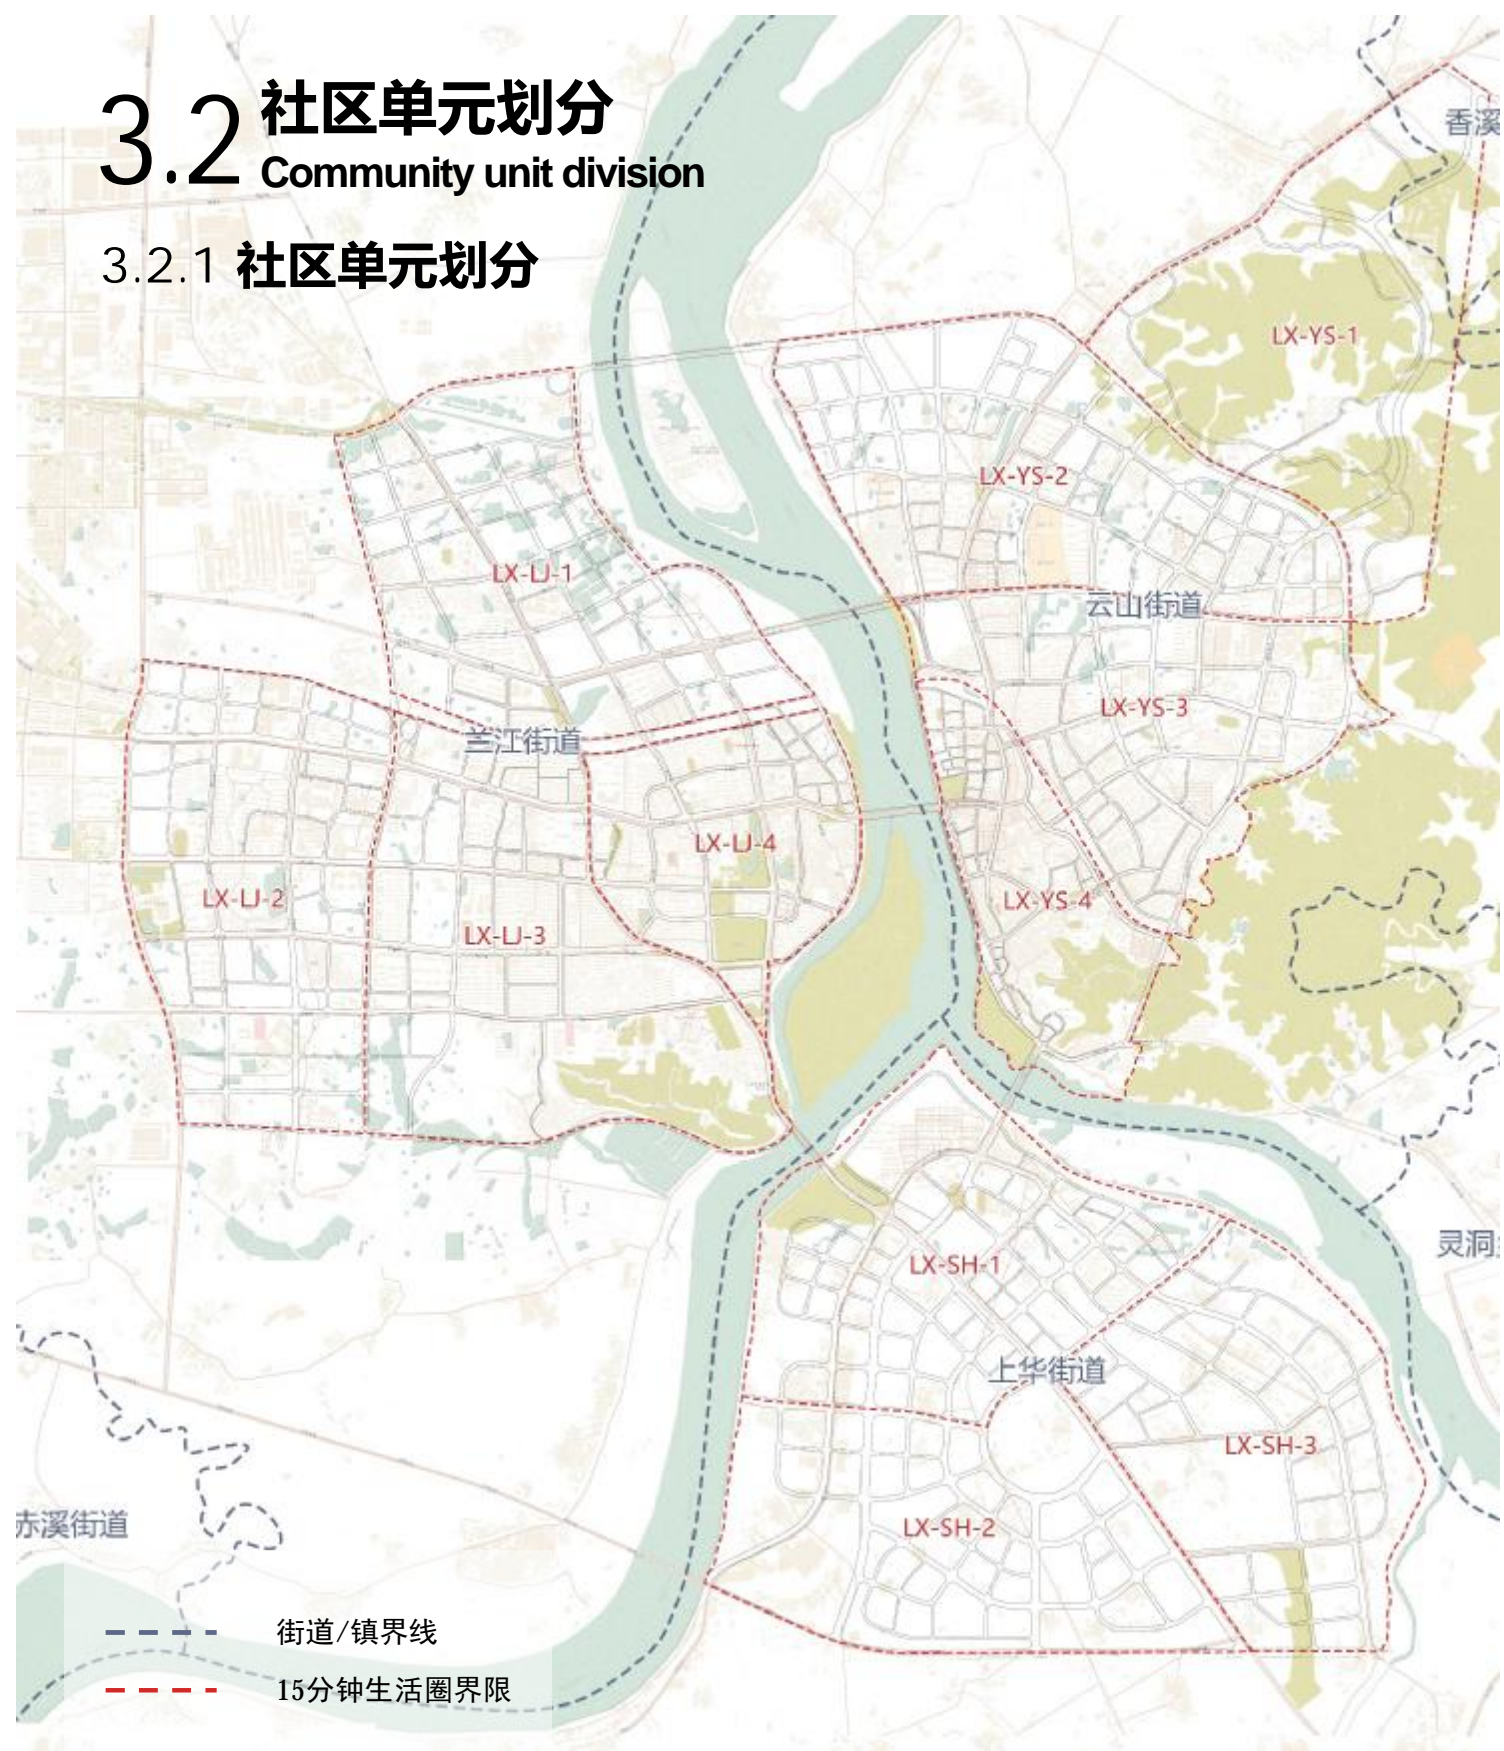 3.2 社区单元划分
Community unit division
3.2.1 社区单元划分
香溪
LX-YS-1
LX-YS-2
LX-LJ-1
云山街道
LX-YS-3
兰江街道
LX-LJ-4
LX-LJ-2
LX-YS-4
LX-LJ-3
灵洞
LX-SH-1
上华街道
LX-SH-3
赤溪街道
LX-SH-2
街道/镇界线
15分钟生活圈界限